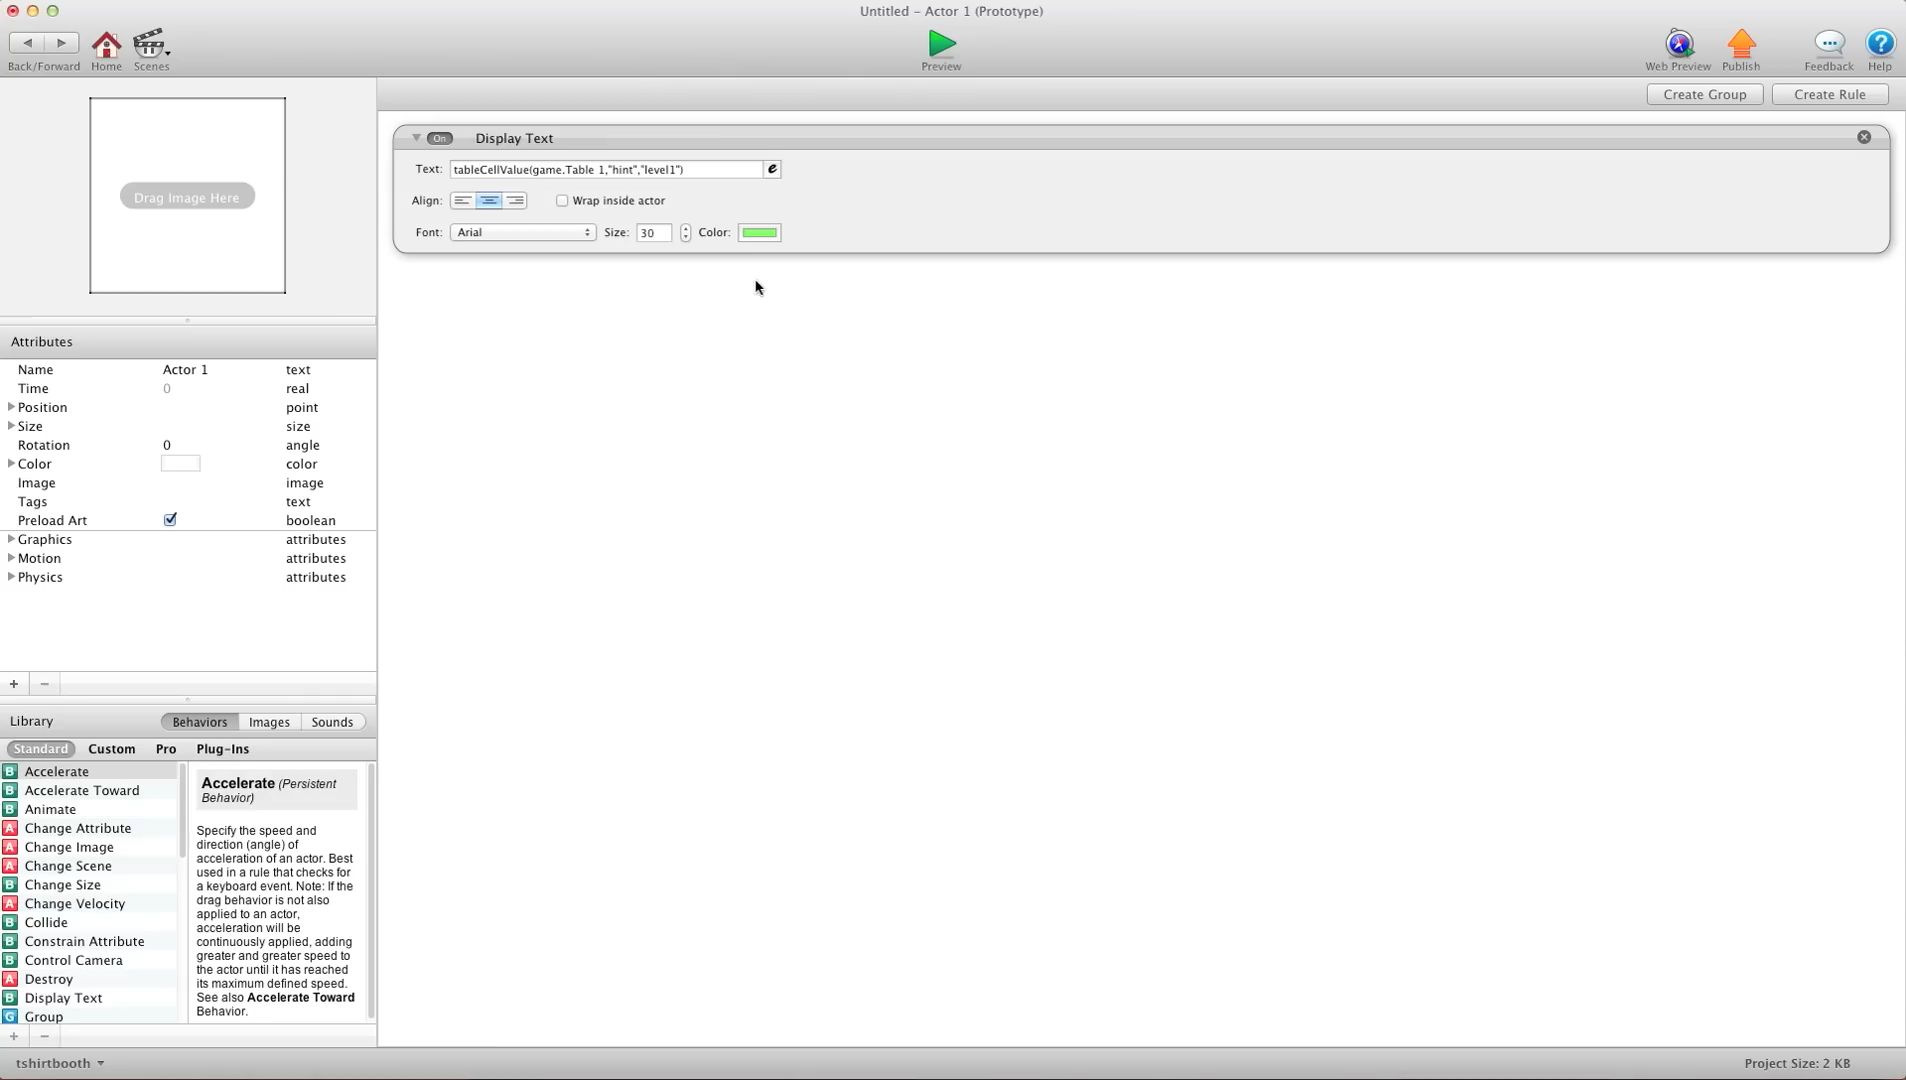 Untitled – Actor 1 (Prototype)
Back/Forward
Home
Scenes
Preview
Web Preview
Publish
Feedback
Help
Create Group
Create Rule
Drag Image Here
On
Display Text
Text: tableCellValue(game.Table 1,"hint","level1") e
Align:
Wrap inside actor
Font: Arial
Size: 30
Color:
Attributes
Name Actor 1 text
Time 0 real
Position point
Size size
Rotation 0 angle
Color color
Image image
Tags text
Preload Art boolean
Graphics attributes
Motion attributes
Physics attributes
+ −
Library
Behaviors
Images
Sounds
Standard Custom Pro Plug-Ins
B Accelerate
B Accelerate Toward
B Animate
A Change Attribute
A Change Image
A Change Scene
B Change Size
A Change Velocity
B Collide
B Constrain Attribute
B Control Camera
A Destroy
B Display Text
G Group
Accelerate (Persistent
Behavior)
Specify the speed and
direction (angle) of
acceleration of an actor. Best
used in a rule that checks for
a keyboard event. Note: If the
drag behavior is not also
applied to an actor,
acceleration will be
continuously applied, adding
greater and greater speed to
the actor until it has reached
its maximum defined speed.
See also Accelerate Toward
Behavior.
+ −
tshirtbooth
Project Size: 2 KB